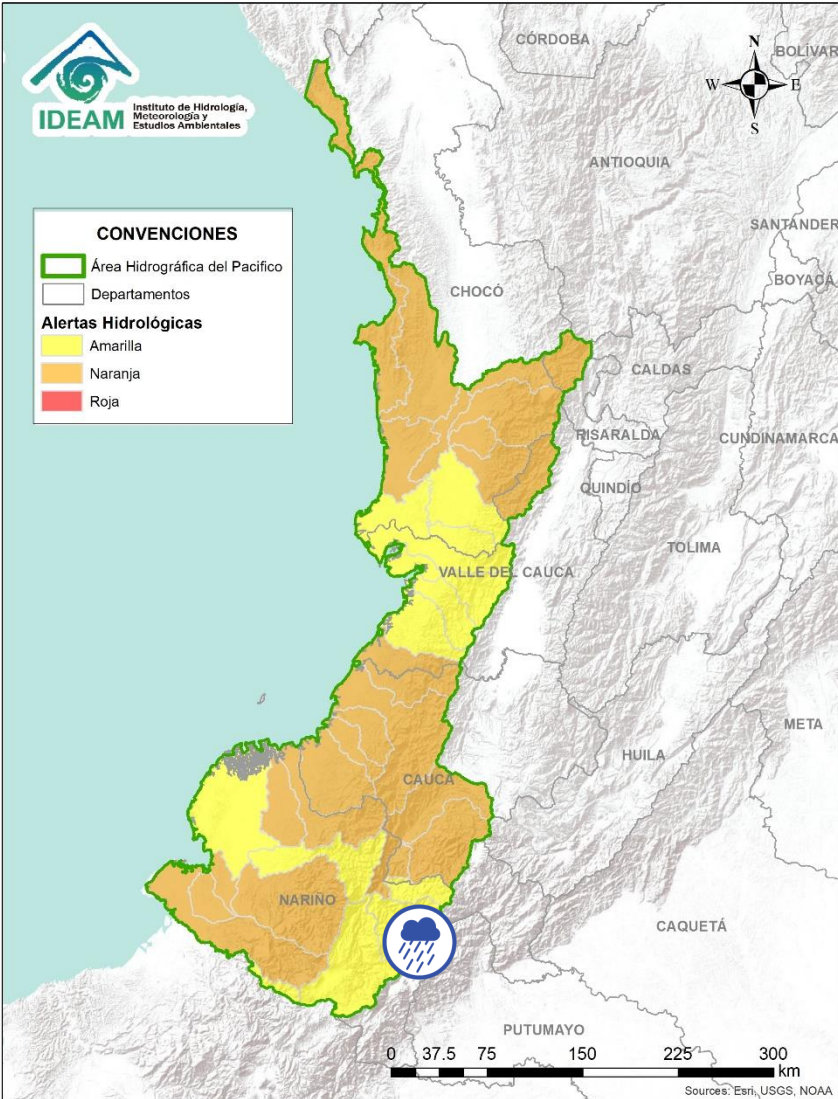 IDEAM
Instituto de Hidrología,
Meteorología y
Estudios Ambientales
N
W E
S
CONVENCIONES
Área Hidrográfica del Pacifico
Departamentos
Alertas Hidrológicas
Amarilla
Naranja
Roja
CÓRDOBA
BOLÍVAR
ANTIOQUIA
SANTANDER
BOYACÁ
CHOCÓ
CALDAS
RISARALDA
CUNDINAMARCA
QUINDÍO
TOLIMA
VALLE DEL CAUCA
META
HUILA
CAUCA
NARIÑO
CAQUETÁ
PUTUMAYO
0 37.5 75 150 225 300
km
Sources: Esri, USGS, NOAA